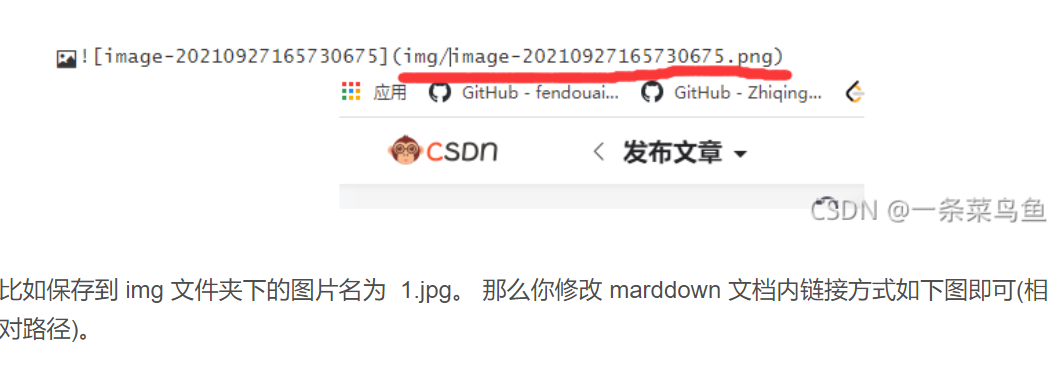 ![image-20210927165730675](img/image-20210927165730675.png)
应用 GitHub - fendouai... GitHub - Zhiqing...
CSDN 发布文章
CSDN @一条菜鸟鱼
比如保存到 img 文件夹下的图片名为 1.jpg。 那么你修改 marddown 文档内链接方式如下图即可(相
对路径)。